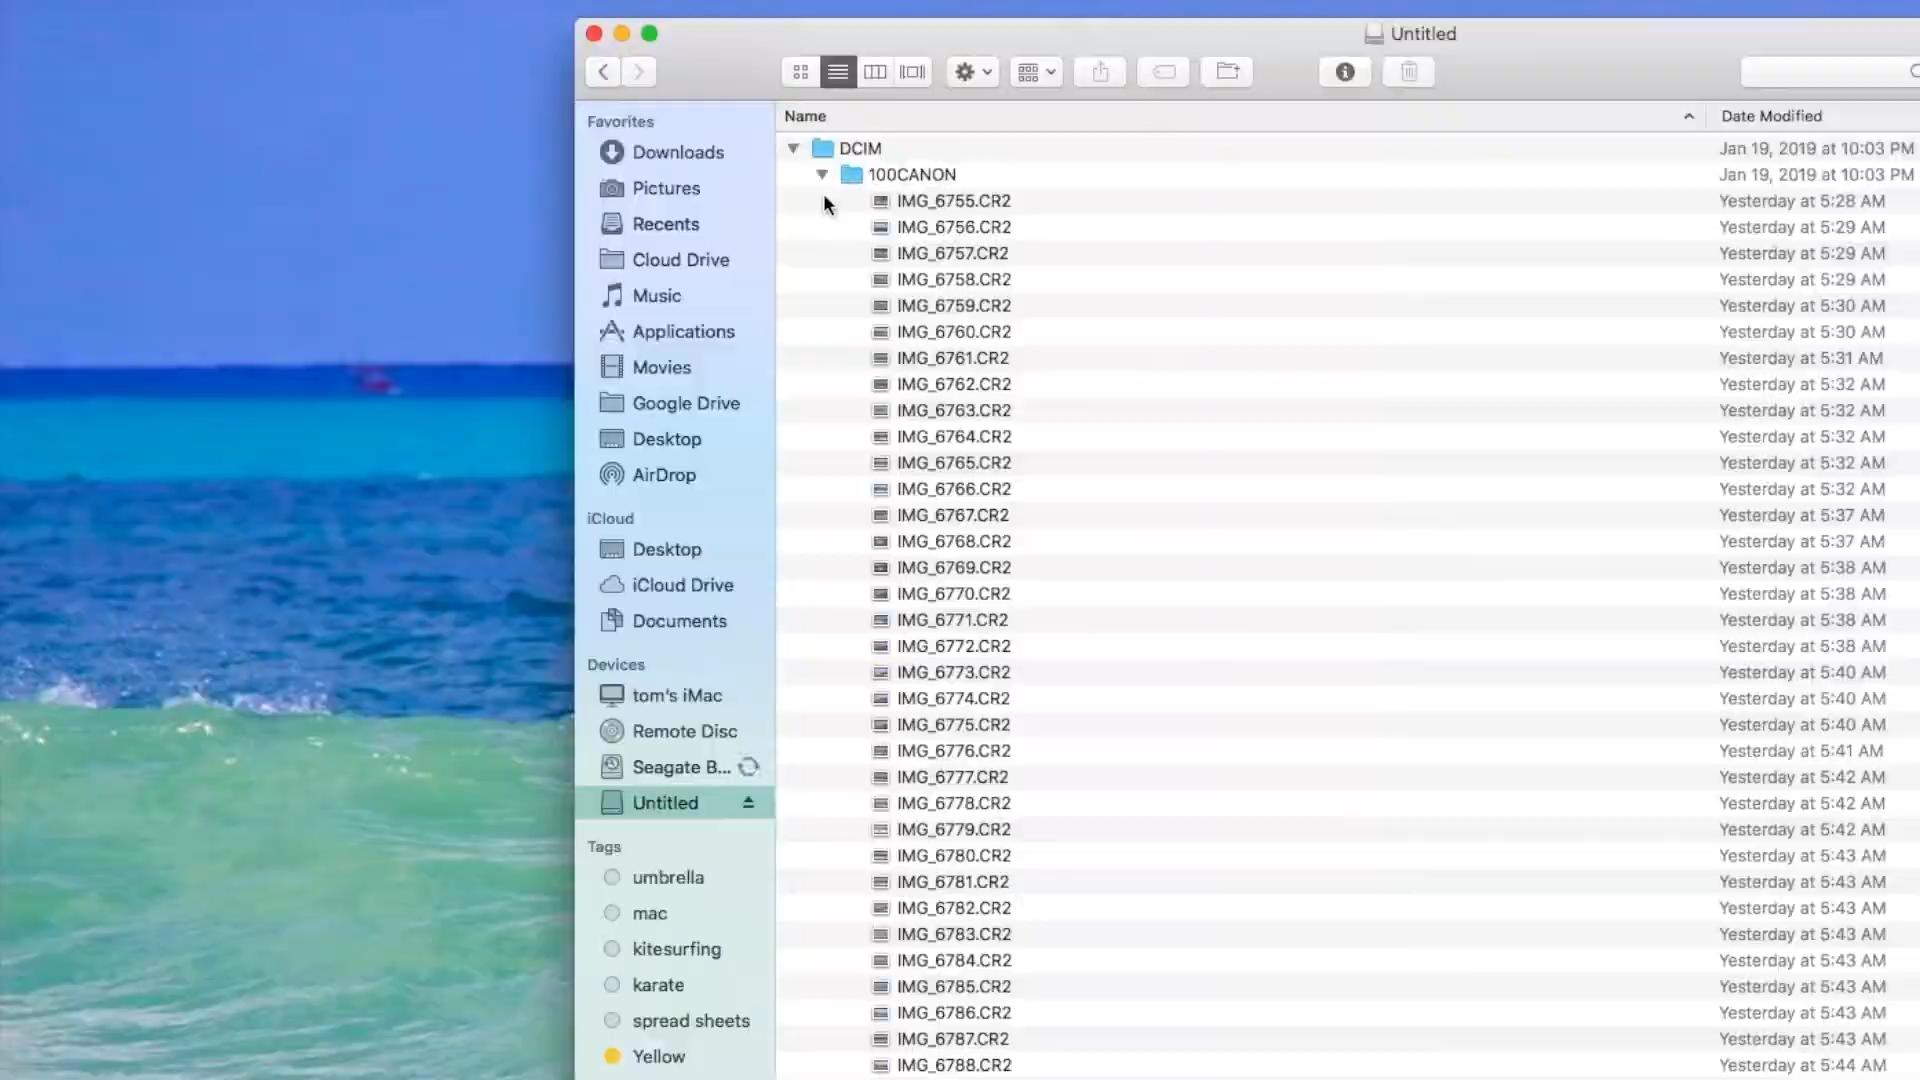 Untitled
Favorites
Downloads
Pictures
Recents
Cloud Drive
Music
Applications
Movies
Google Drive
Desktop
AirDrop
iCloud
Desktop
iCloud Drive
Documents
Devices
tom's iMac
Remote Disc
Seagate B...
Untitled
Tags
umbrella
mac
kitesurfing
karate
spread sheets
Yellow
Name Date Modified
DCIM Jan 19, 2019 at 10:03 PM
100CANON Jan 19, 2019 at 10:03 PM
IMG_6755.CR2 Yesterday at 5:28 AM
IMG_6756.CR2 Yesterday at 5:29 AM
IMG_6757.CR2 Yesterday at 5:29 AM
IMG_6758.CR2 Yesterday at 5:29 AM
IMG_6759.CR2 Yesterday at 5:30 AM
IMG_6760.CR2 Yesterday at 5:30 AM
IMG_6761.CR2 Yesterday at 5:31 AM
IMG_6762.CR2 Yesterday at 5:32 AM
IMG_6763.CR2 Yesterday at 5:32 AM
IMG_6764.CR2 Yesterday at 5:32 AM
IMG_6765.CR2 Yesterday at 5:32 AM
IMG_6766.CR2 Yesterday at 5:32 AM
IMG_6767.CR2 Yesterday at 5:37 AM
IMG_6768.CR2 Yesterday at 5:37 AM
IMG_6769.CR2 Yesterday at 5:38 AM
IMG_6770.CR2 Yesterday at 5:38 AM
IMG_6771.CR2 Yesterday at 5:38 AM
IMG_6772.CR2 Yesterday at 5:38 AM
IMG_6773.CR2 Yesterday at 5:40 AM
IMG_6774.CR2 Yesterday at 5:40 AM
IMG_6775.CR2 Yesterday at 5:40 AM
IMG_6776.CR2 Yesterday at 5:41 AM
IMG_6777.CR2 Yesterday at 5:42 AM
IMG_6778.CR2 Yesterday at 5:42 AM
IMG_6779.CR2 Yesterday at 5:42 AM
IMG_6780.CR2 Yesterday at 5:43 AM
IMG_6781.CR2 Yesterday at 5:43 AM
IMG_6782.CR2 Yesterday at 5:43 AM
IMG_6783.CR2 Yesterday at 5:43 AM
IMG_6784.CR2 Yesterday at 5:43 AM
IMG_6785.CR2 Yesterday at 5:43 AM
IMG_6786.CR2 Yesterday at 5:43 AM
IMG_6787.CR2 Yesterday at 5:43 AM
IMG_6788.CR2 Yesterday at 5:44 AM